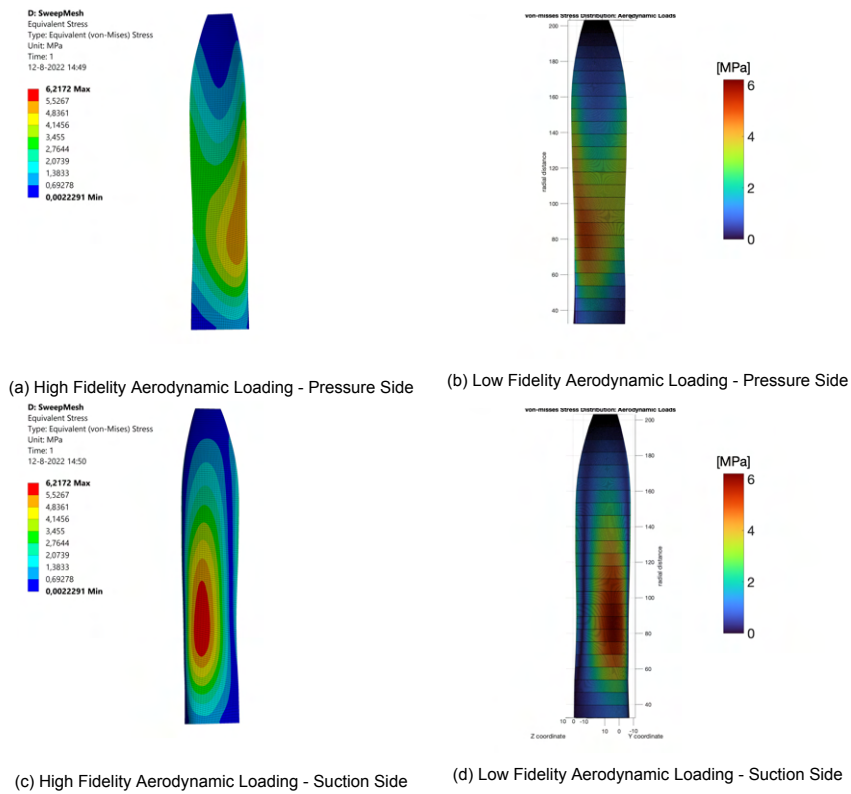 D: SweepMesh
Equivalent Stress
Type: Equivalent (von-Mises) Stress
Unit: MPa
Time: 1
12-8-2022 14:49
6,2172 Max
5,5267
4,8361
4,1456
3,455
2,7644
2,0739
1,3833
0,69278
0,0022291 Min
von-misses Stress Distribution: Aerodynamic Loads
200
180
160
140
120
100
80
60
40
radial distance
[MPa]
6
4
2
0
(a) High Fidelity Aerodynamic Loading - Pressure Side
(b) Low Fidelity Aerodynamic Loading - Pressure Side
D: SweepMesh
Equivalent Stress
Type: Equivalent (von-Mises) Stress
Unit: MPa
Time: 1
12-8-2022 14:50
6,2172 Max
5,5267
4,8361
4,1456
3,455
2,7644
2,0739
1,3833
0,69278
0,0022291 Min
von-misses Stress Distribution: Aerodynamic Loads
200
180
160
140
120
100
80
60
40
radial distance
10 0 -10
Z coordinate
10 0 -10
Y coordinate
[MPa]
6
4
2
0
(c) High Fidelity Aerodynamic Loading - Suction Side
(d) Low Fidelity Aerodynamic Loading - Suction Side